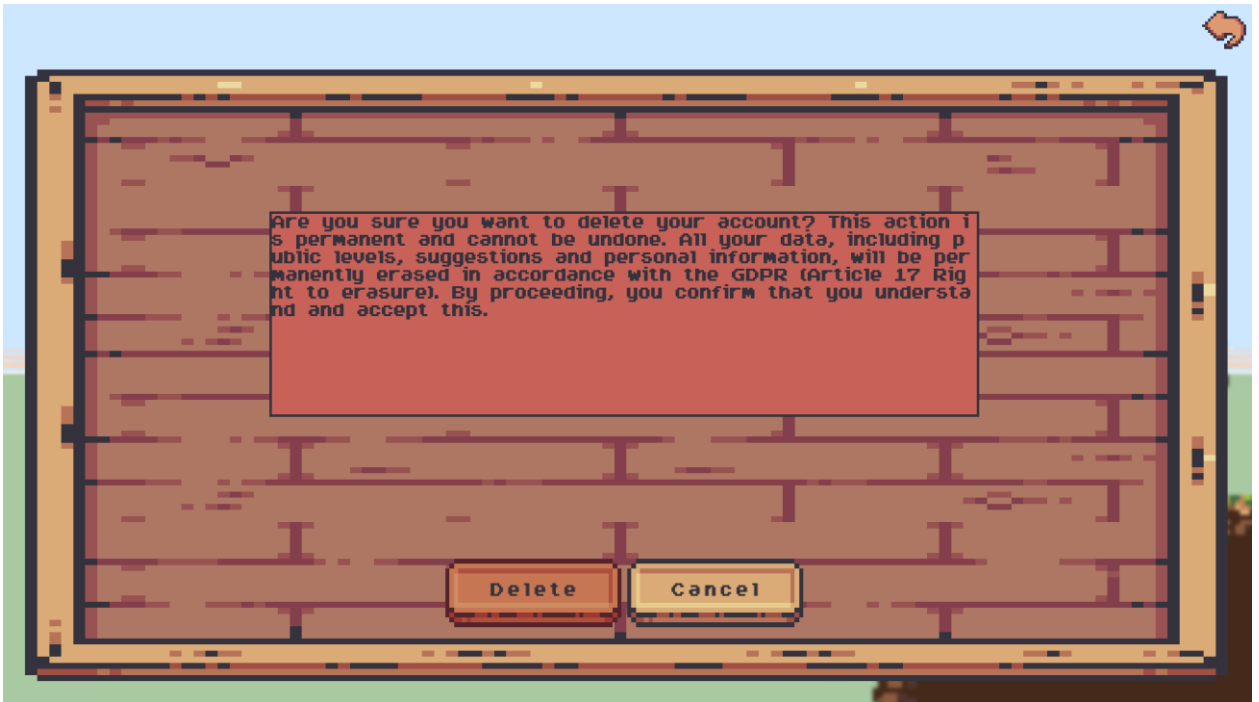 Are you sure you want to delete your account? This action i
s permanent and cannot be undone. All your data, including p
ublic levels, suggestions and personal information, will be per
manently erased in accordance with the GDPR (Article 17 Rig
ht to erasure). By proceeding, you confirm that you understa
nd and accept this.
Delete
Cancel